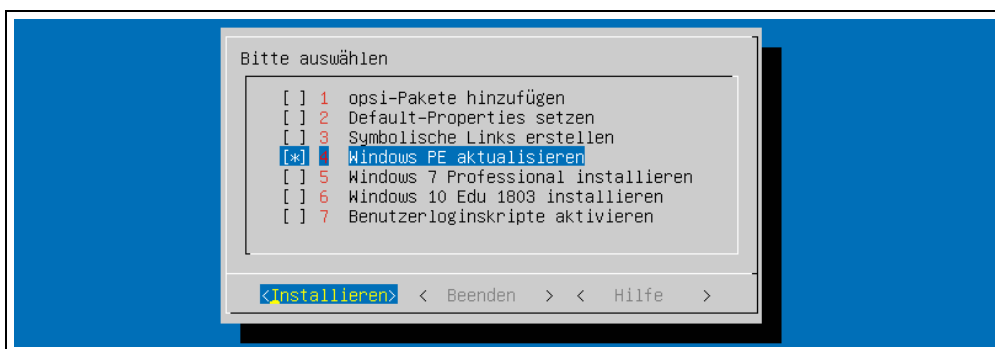 Bitte auswählen
[ ] 1 opsi-Pakete hinzufügen
[ ] 2 Default-Properties setzen
[ ] 3 Symbolische Links erstellen
[*] 4 Windows PE aktualisieren
[ ] 5 Windows 7 Professional installieren
[ ] 6 Windows 10 Edu 1803 installieren
[ ] 7 Benutzerloginskripte aktivieren
<Installieren> < Beenden > < Hilfe >